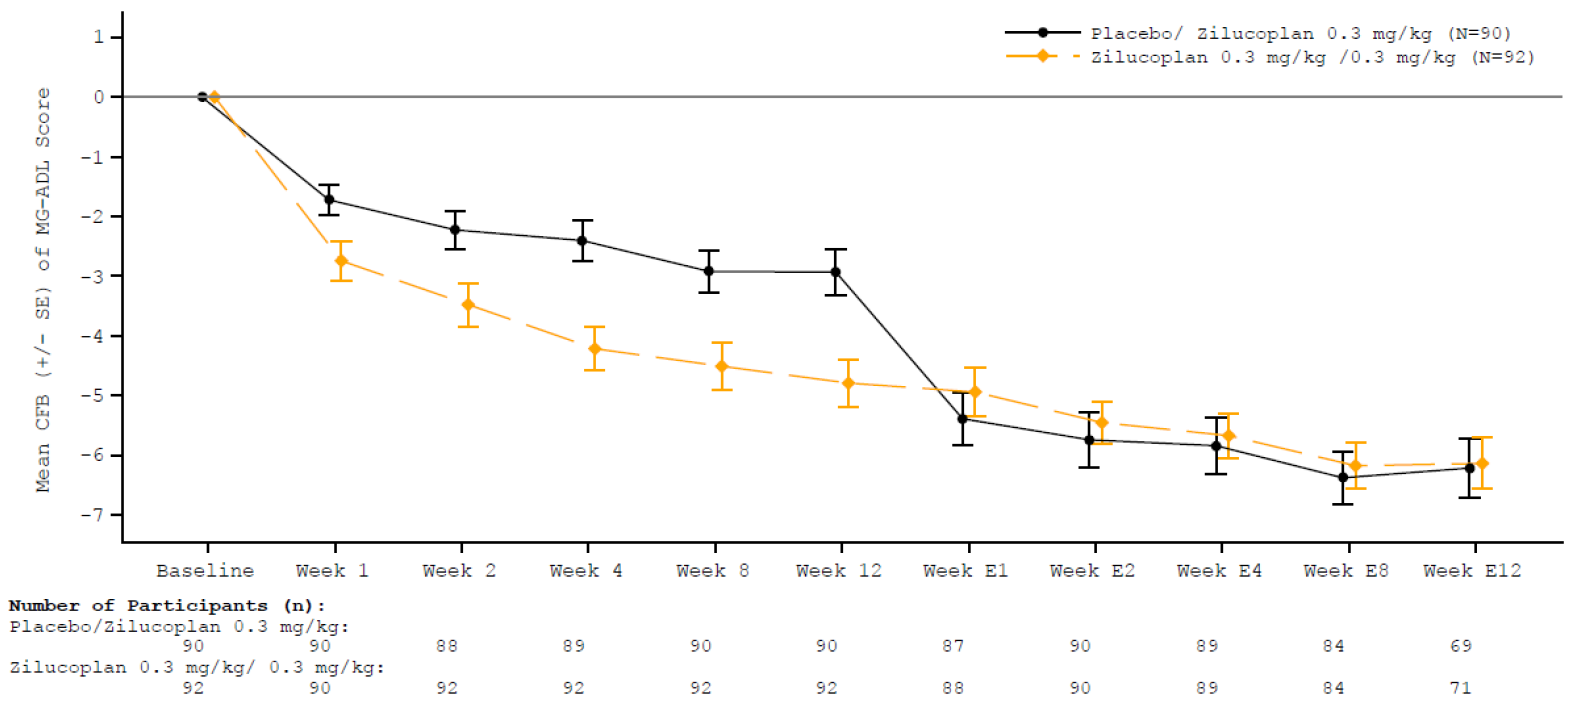 Placebo/ Zilucoplan 0.3 mg/kg (N=90)
Zilucoplan 0.3 mg/kg /0.3 mg/kg (N=92)
Mean CFB (+/- SE) of MG-ADL Score
1
0
-1
-2
-3
-4
-5
-6
-7
Baseline Week 1 Week 2 Week 4 Week 8 Week 12 Week E1 Week E2 Week E4 Week E8 Week E12
Number of Participants (n):
Placebo/Zilucoplan 0.3 mg/kg:
90 90 88 89 90 90 87 90 89 84 69
Zilucoplan 0.3 mg/kg/ 0.3 mg/kg:
92 90 92 92 92 92 88 90 89 84 71